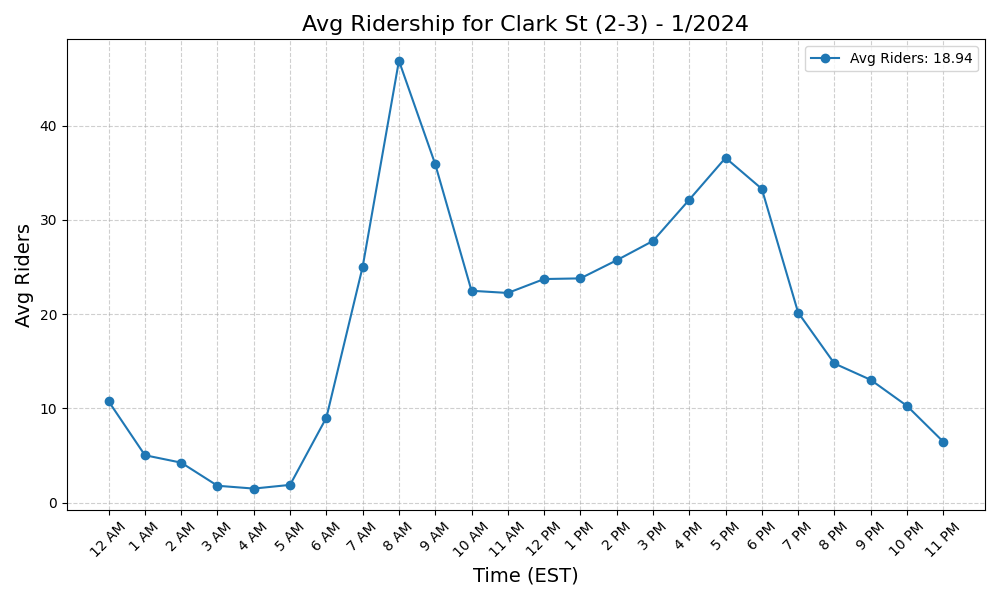 Avg Ridership for Clark St (2-3) - 1/2024
Avg Riders: 18.94
Avg Riders
40
30
20
10
0
12 AM
1 AM
2 AM
3 AM
4 AM
5 AM
6 AM
7 AM
8 AM
9 AM
10 AM
11 AM
12 PM
1 PM
2 PM
3 PM
4 PM
5 PM
6 PM
7 PM
8 PM
9 PM
10 PM
11 PM
Time (EST)